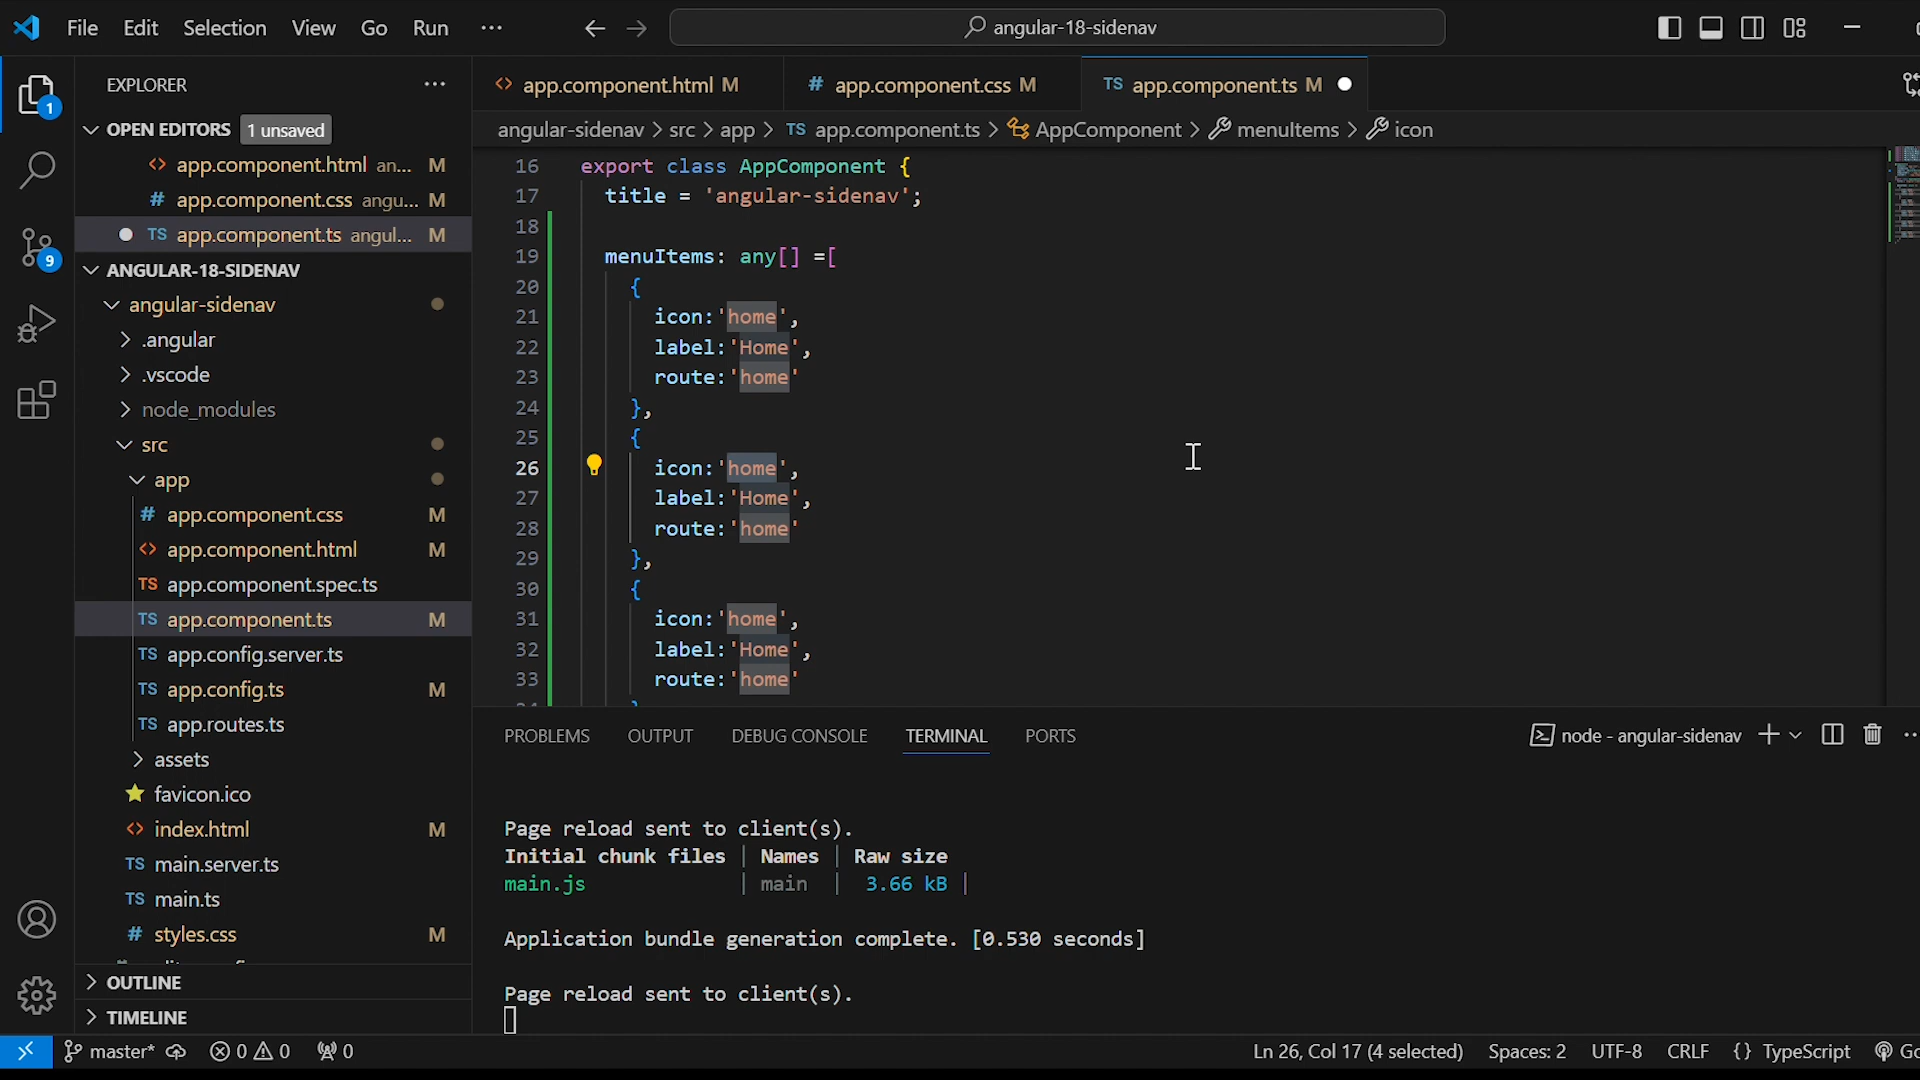 File Edit Selection View Go Run ···
angular-18-sidenav
EXPLORER
OPEN EDITORS 1 unsaved
<> app.component.html an... M
# app.component.css angu... M
TS app.component.ts angul... M
ANGULAR-18-SIDENAV
angular-sidenav
.angular
.vscode
node_modules
src
app
# app.component.css M
<> app.component.html M
TS app.component.spec.ts
TS app.component.ts M
TS app.config.server.ts
TS app.config.ts M
TS app.routes.ts
assets
favicon.ico
<> index.html M
TS main.server.ts
TS main.ts
# styles.css M
OUTLINE
TIMELINE
1
9
<> app.component.html M
# app.component.css M
TS app.component.ts M
angular-sidenav > src > app > TS app.component.ts > AppComponent > menuItems > icon
16 export class AppComponent {
17 title = 'angular-sidenav';
18
19 menuItems: any[] =[
20 {
21 icon:'home',
22 label:'Home',
23 route:'home'
24 },
25 {
26 icon:'home',
27 label:'Home',
28 route:'home'
29 },
30 {
31 icon:'home',
32 label:'Home',
33 route:'home'
PROBLEMS OUTPUT DEBUG CONSOLE TERMINAL PORTS
node - angular-sidenav
Page reload sent to client(s).
Initial chunk files | Names | Raw size
main.js | main | 3.66 kB |
Application bundle generation complete. [0.530 seconds]
Page reload sent to client(s).
master* 0 0 0
Ln 26, Col 17 (4 selected) Spaces: 2 UTF-8 CRLF {} TypeScript Go